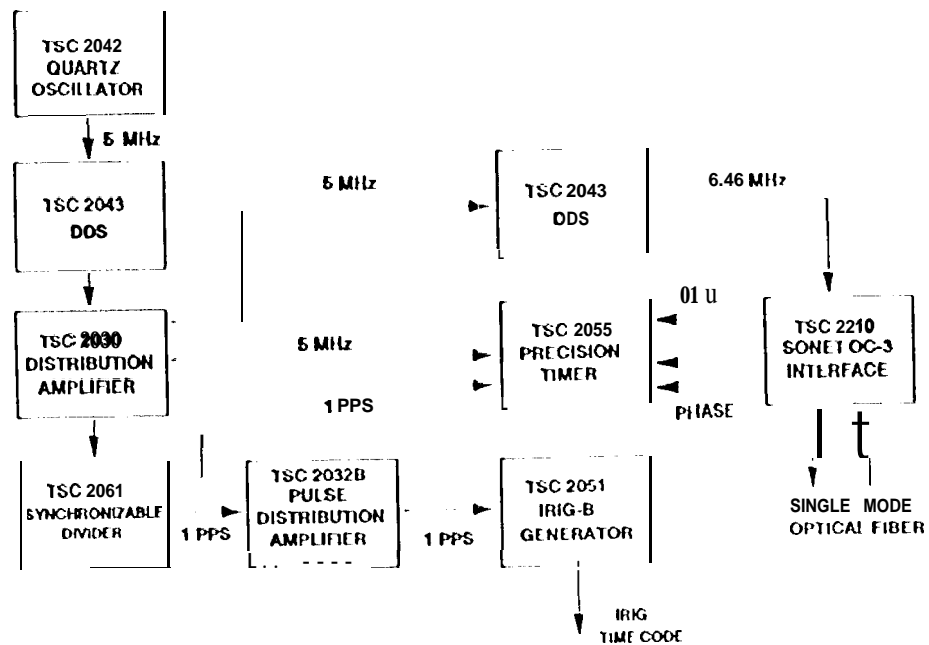 TSC 2042
QUARTZ
OSCILLATOR
5 MHz
TSC 2043
DDS
5 MHz
TSC 2043
DDS
6.46 MHz
TSC 2030
DISTRIBUTION
AMPLIFIER
5 MHz
1 PPS
TSC 2055
PRECISION
TIMER
01 u
PHASE
TSC 2210
SONET OC-3
INTERFACE
TSC 2061
SYNCHRONIZABLE
DIVIDER
1 PPS
TSC 2032B
PULSE
DISTRIBUTION
AMPLIFIER
1 PPS
TSC 2051
IRIG-B
GENERATOR
SINGLE MODE
OPTICAL FIBER
IRIG
TIME CODE